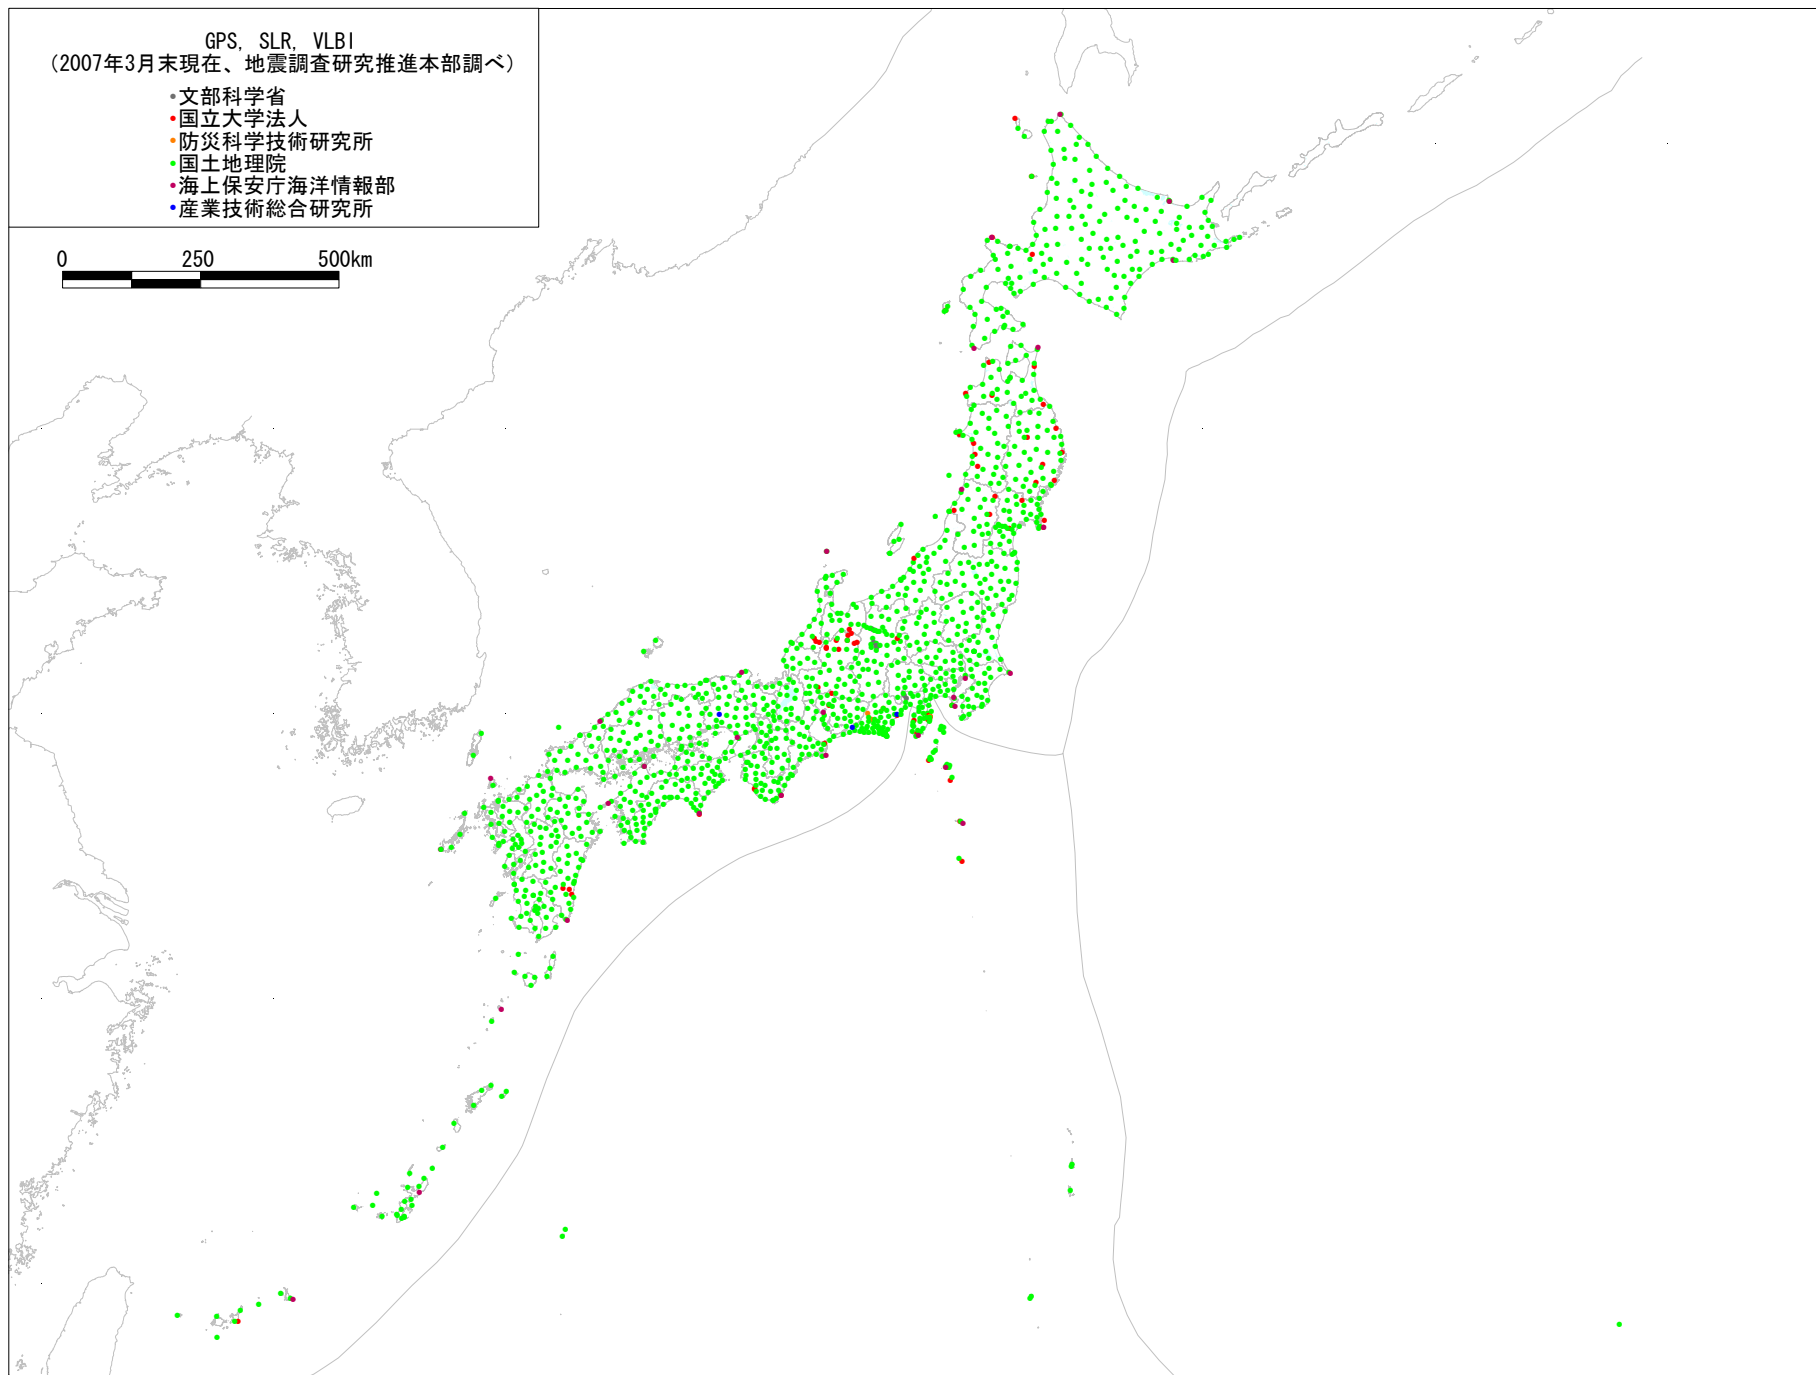 GPS, SLR, VLBI
(2007年3月末現在、地震調査研究推進本部調べ)
文部科学省
国立大学法人
防災科学技術研究所
国土地理院
海上保安庁海洋情報部
産業技術総合研究所
0 250 500km